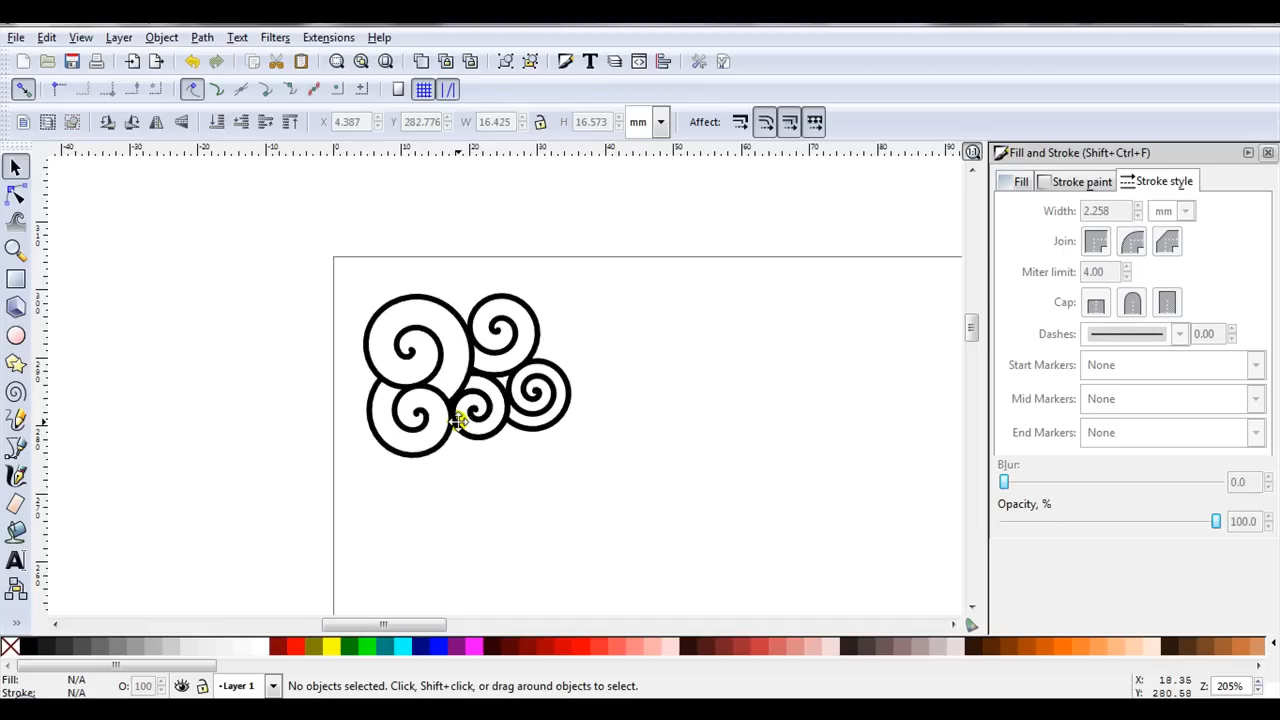 File Edit View Layer Object Path Text Filters Extensions Help
X 4.387 Y 282.776 W 16.425 H 16.573 mm Affect:
Fill and Stroke (Shift+Ctrl+F)
Fill Stroke paint Stroke style
Width: 2.258 mm
Join:
Miter limit: 4.00
Cap:
Dashes: 0.00
Start Markers: None
Mid Markers: None
End Markers: None
Blur:
0.0
Opacity, %
100.0
Fill: N/A
Stroke: N/A
O: 100
Layer 1
No objects selected. Click, Shift+click, or drag around objects to select.
X: 18.35
Y: 280.58
Z: 205%